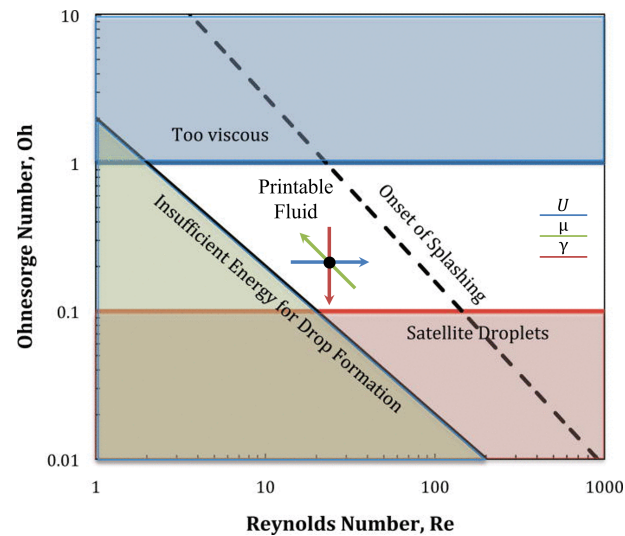 10
1
0.1
0.01
Ohnesorge Number, Oh
Too viscous
Printable
Fluid
Onset of Splashing
Insufficient Energy for Drop Formation
Satellite Droplets
U
μ
γ
1
10
100
1000
Reynolds Number, Re